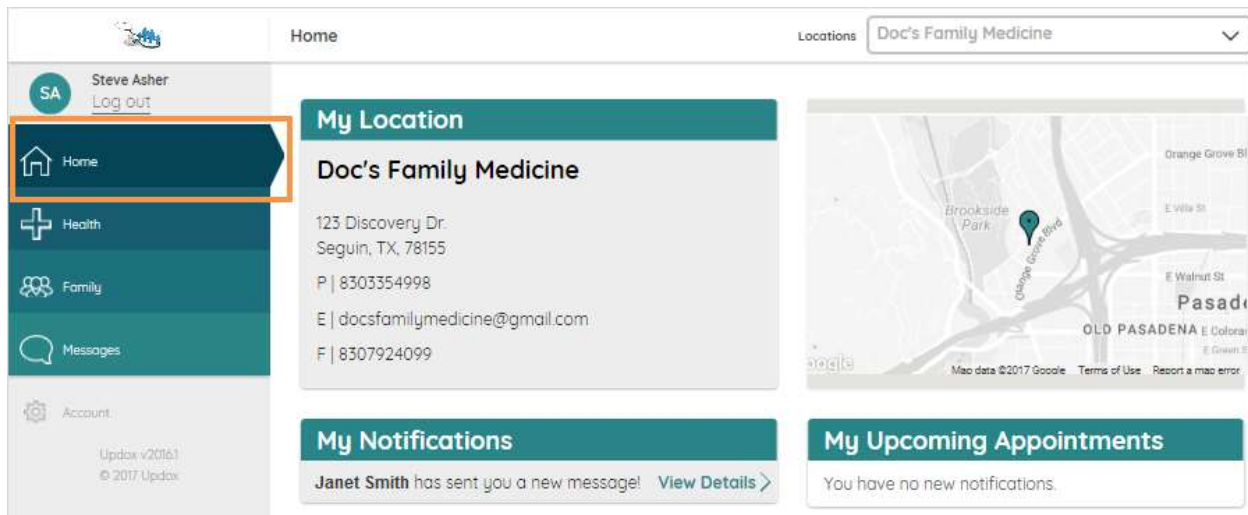 Home
Locations
Doc's Family Medicine
SA
Steve Asher
Log out
Home
Health
Family
Messages
Account
Updox v2016.1
© 2017 Updox
My Location
Doc's Family Medicine
123 Discovery Dr.
Seguin, TX, 78155
P | 8303354998
E | docsfamilymedicine@gmail.com
F | 8307924099
Orange Grove Bl
E Villa St
Brookside
Park
Orange Grove Blvd
E Walnut St
Pasade
OLD PASADENA
E Colorad
E Green S
Map data ©2017 Google Terms of Use Report a map error
My Notifications
Janet Smith has sent you a new message! View Details
My Upcoming Appointments
You have no new notifications.